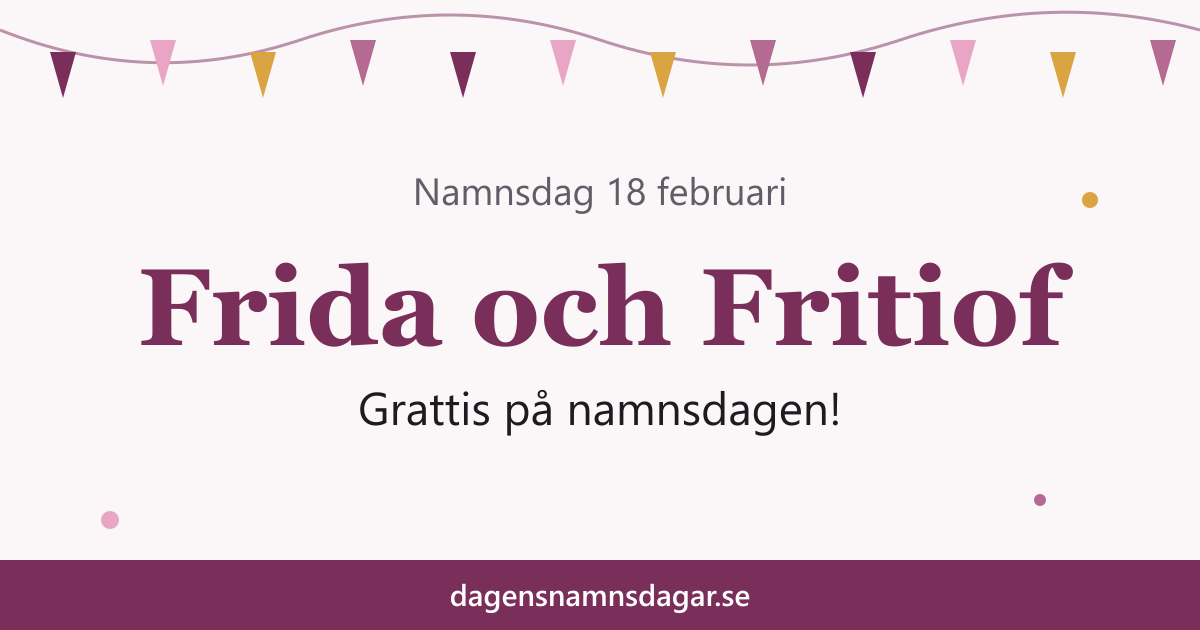 Namnsdag 18 februari
Frida och Fritiof
Grattis på namnsdagen!
dagensnamnsdagar.se